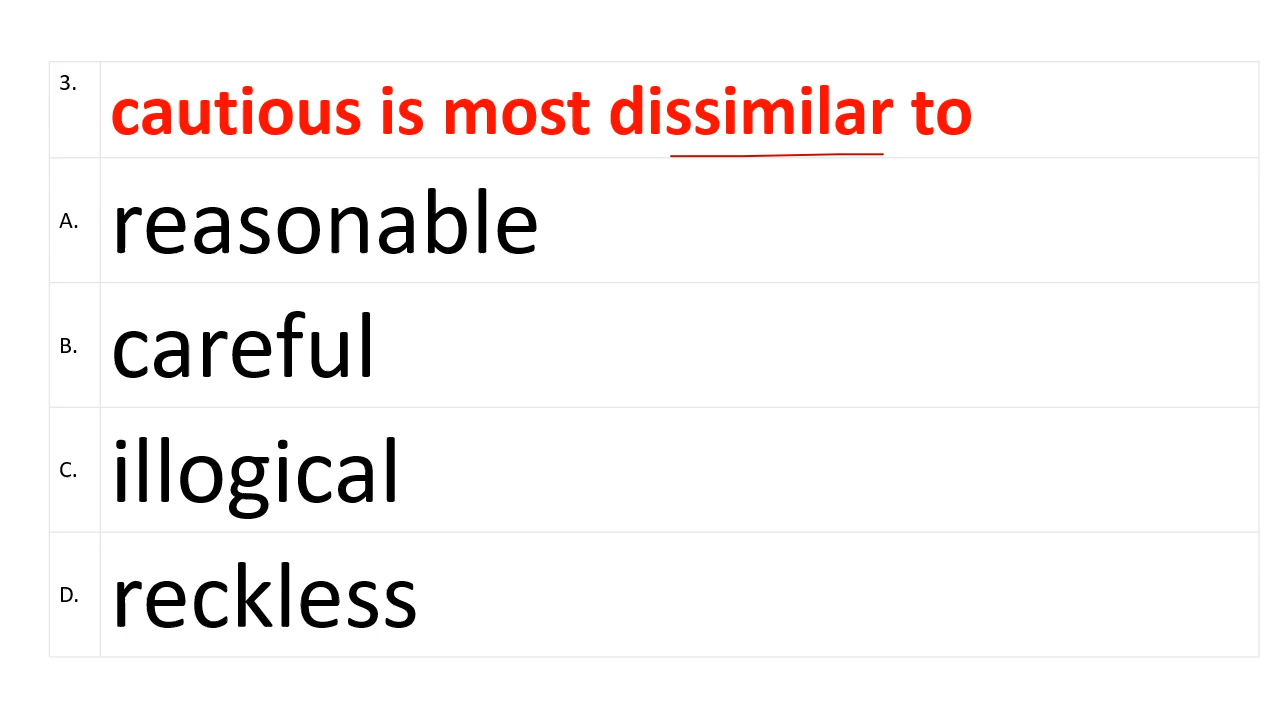 3. cautious is most dissimilar to
A. reasonable
B. careful
C. illogical
D. reckless